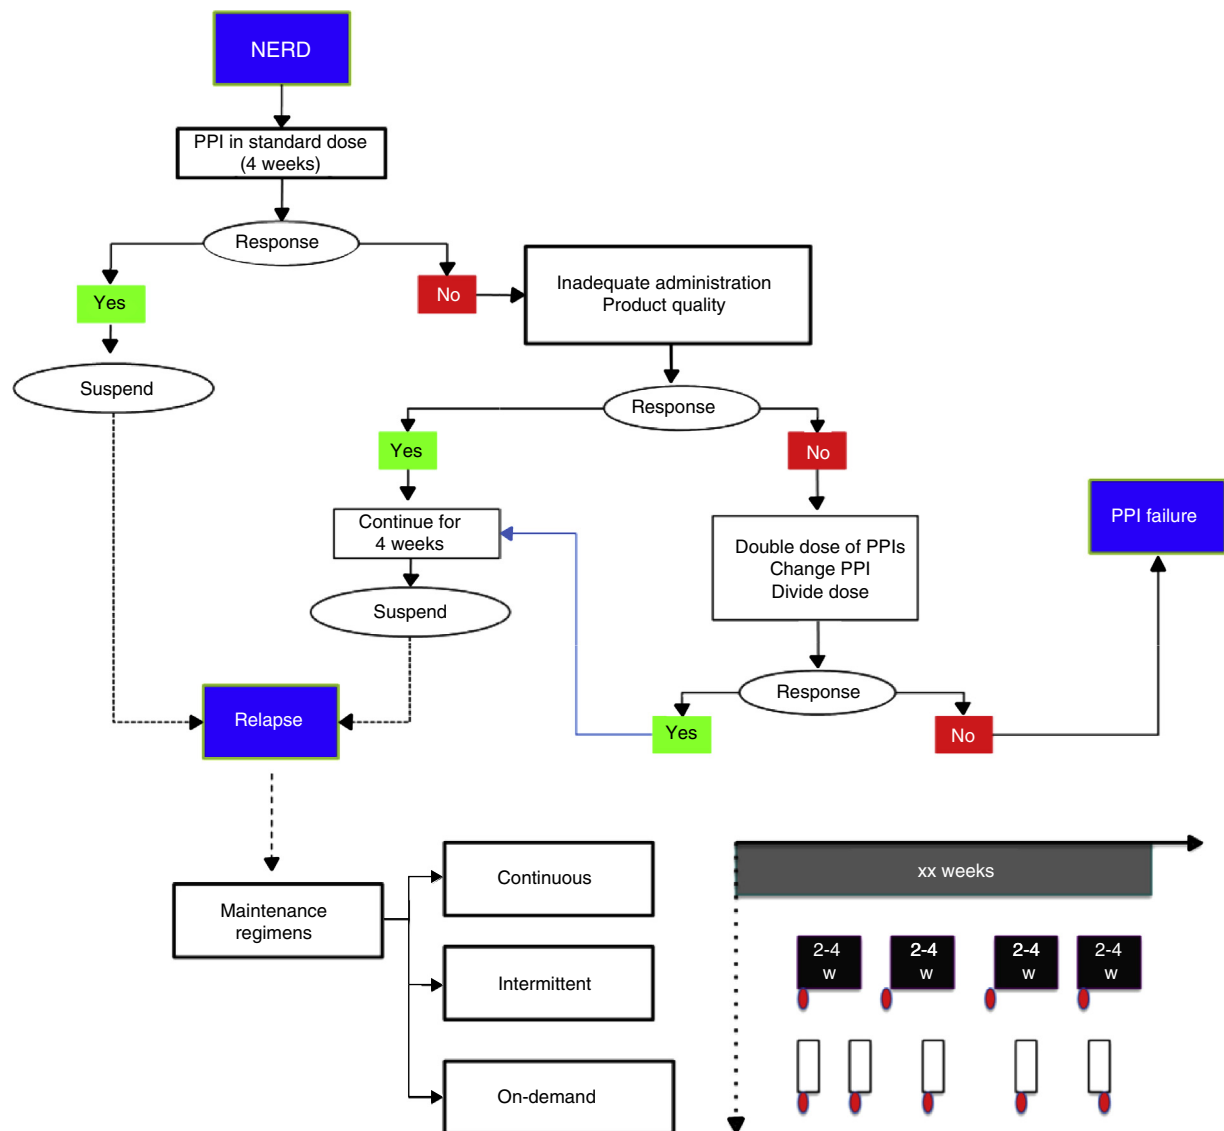 NERD
PPI in standard dose
(4 weeks)
Response
Yes
No
Inadequate administration
Product quality
Suspend
Response
Yes
No
Continue for
4 weeks
Double dose of PPIs
Change PPI
Divide dose
PPI failure
Suspend
Response
Yes
No
Relapse
Maintenance
regimens
Continuous
Intermittent
On-demand
xx weeks
2-4
w
2-4
w
2-4
w
2-4
w